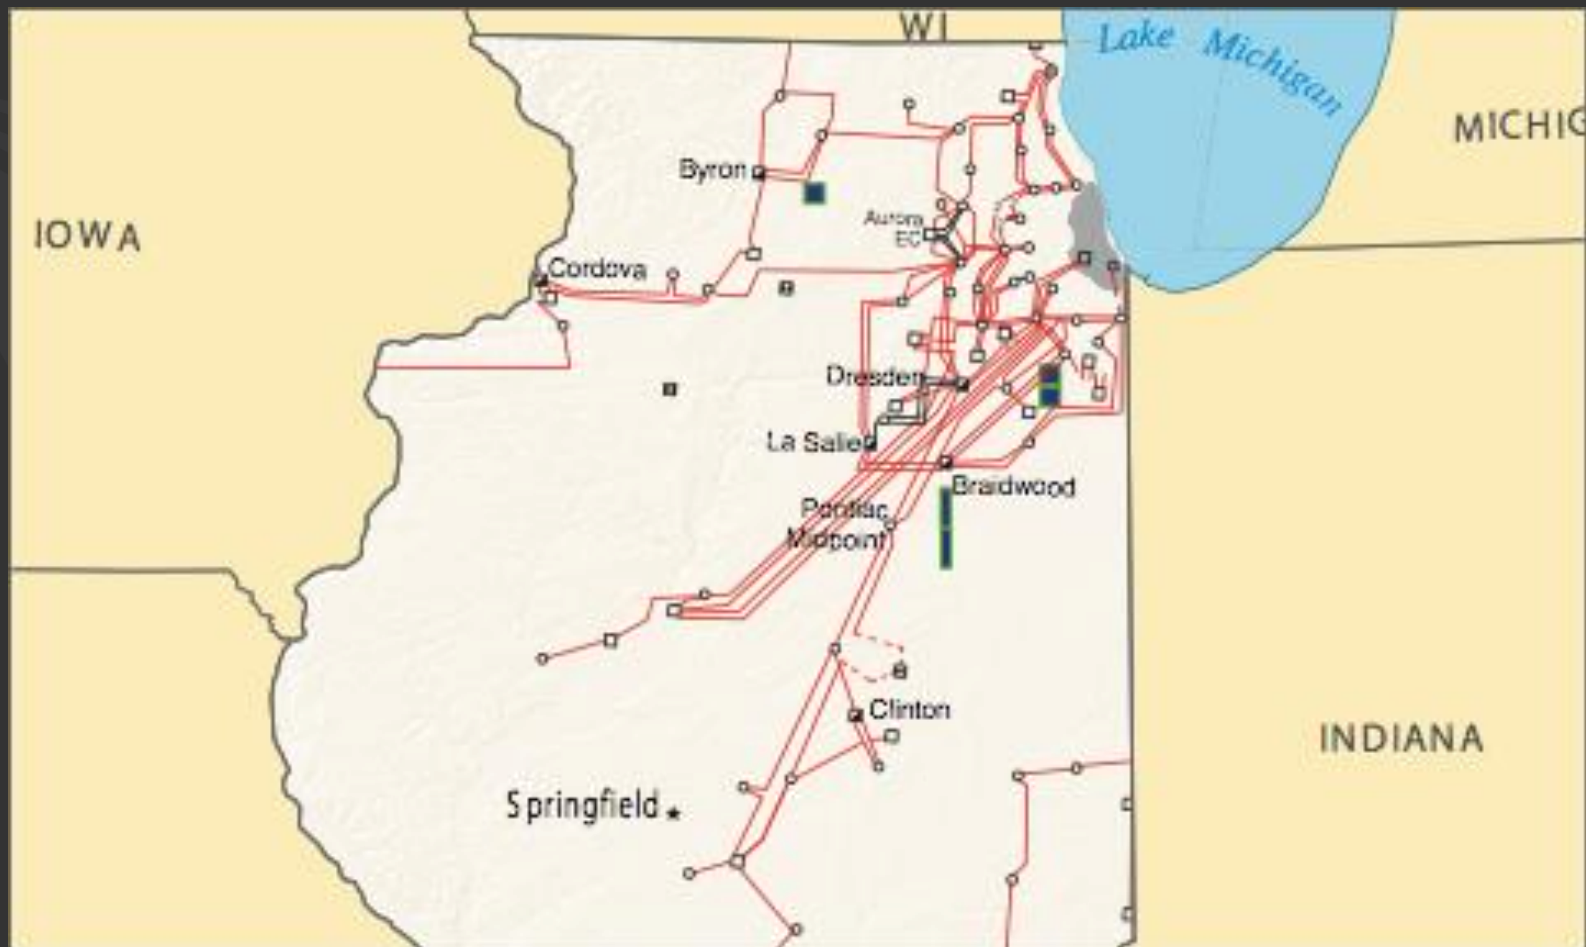 WI
Lake Michigan
MICHIG
Byron
Aurora
EC
IOWA
Cordova
Dresden
La Salle
Braidwood
Pontiac
Midpoint
Clinton
INDIANA
Springfield